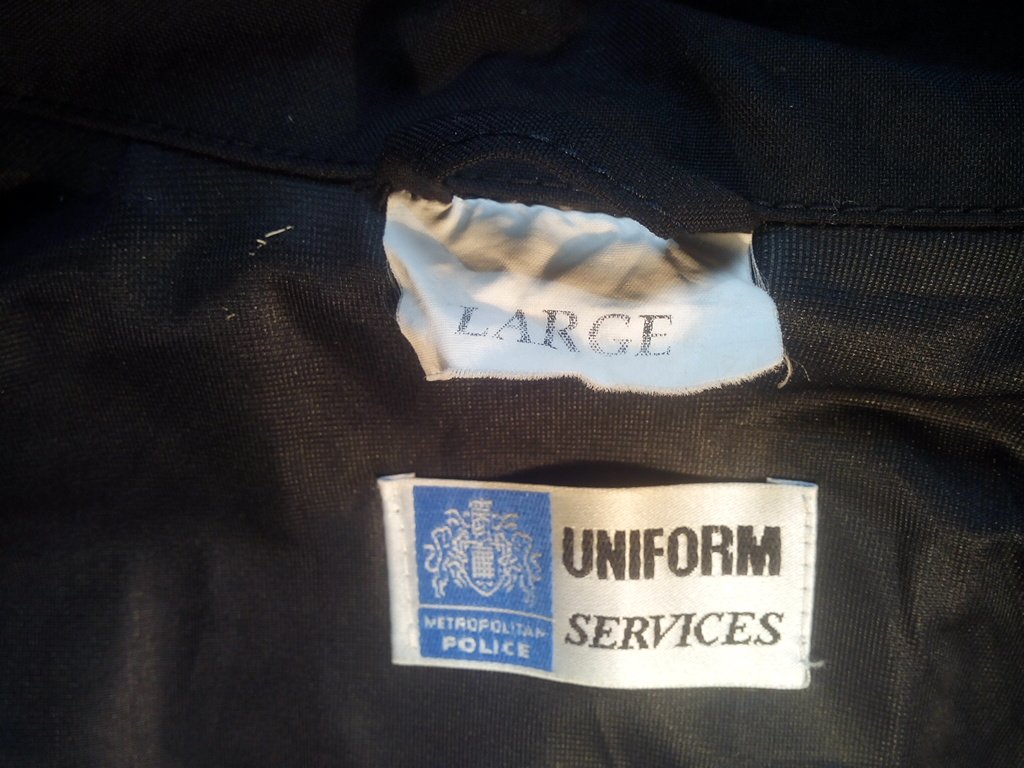 LARGE
METROPOLITAN
POLICE
UNIFORM
SERVICES